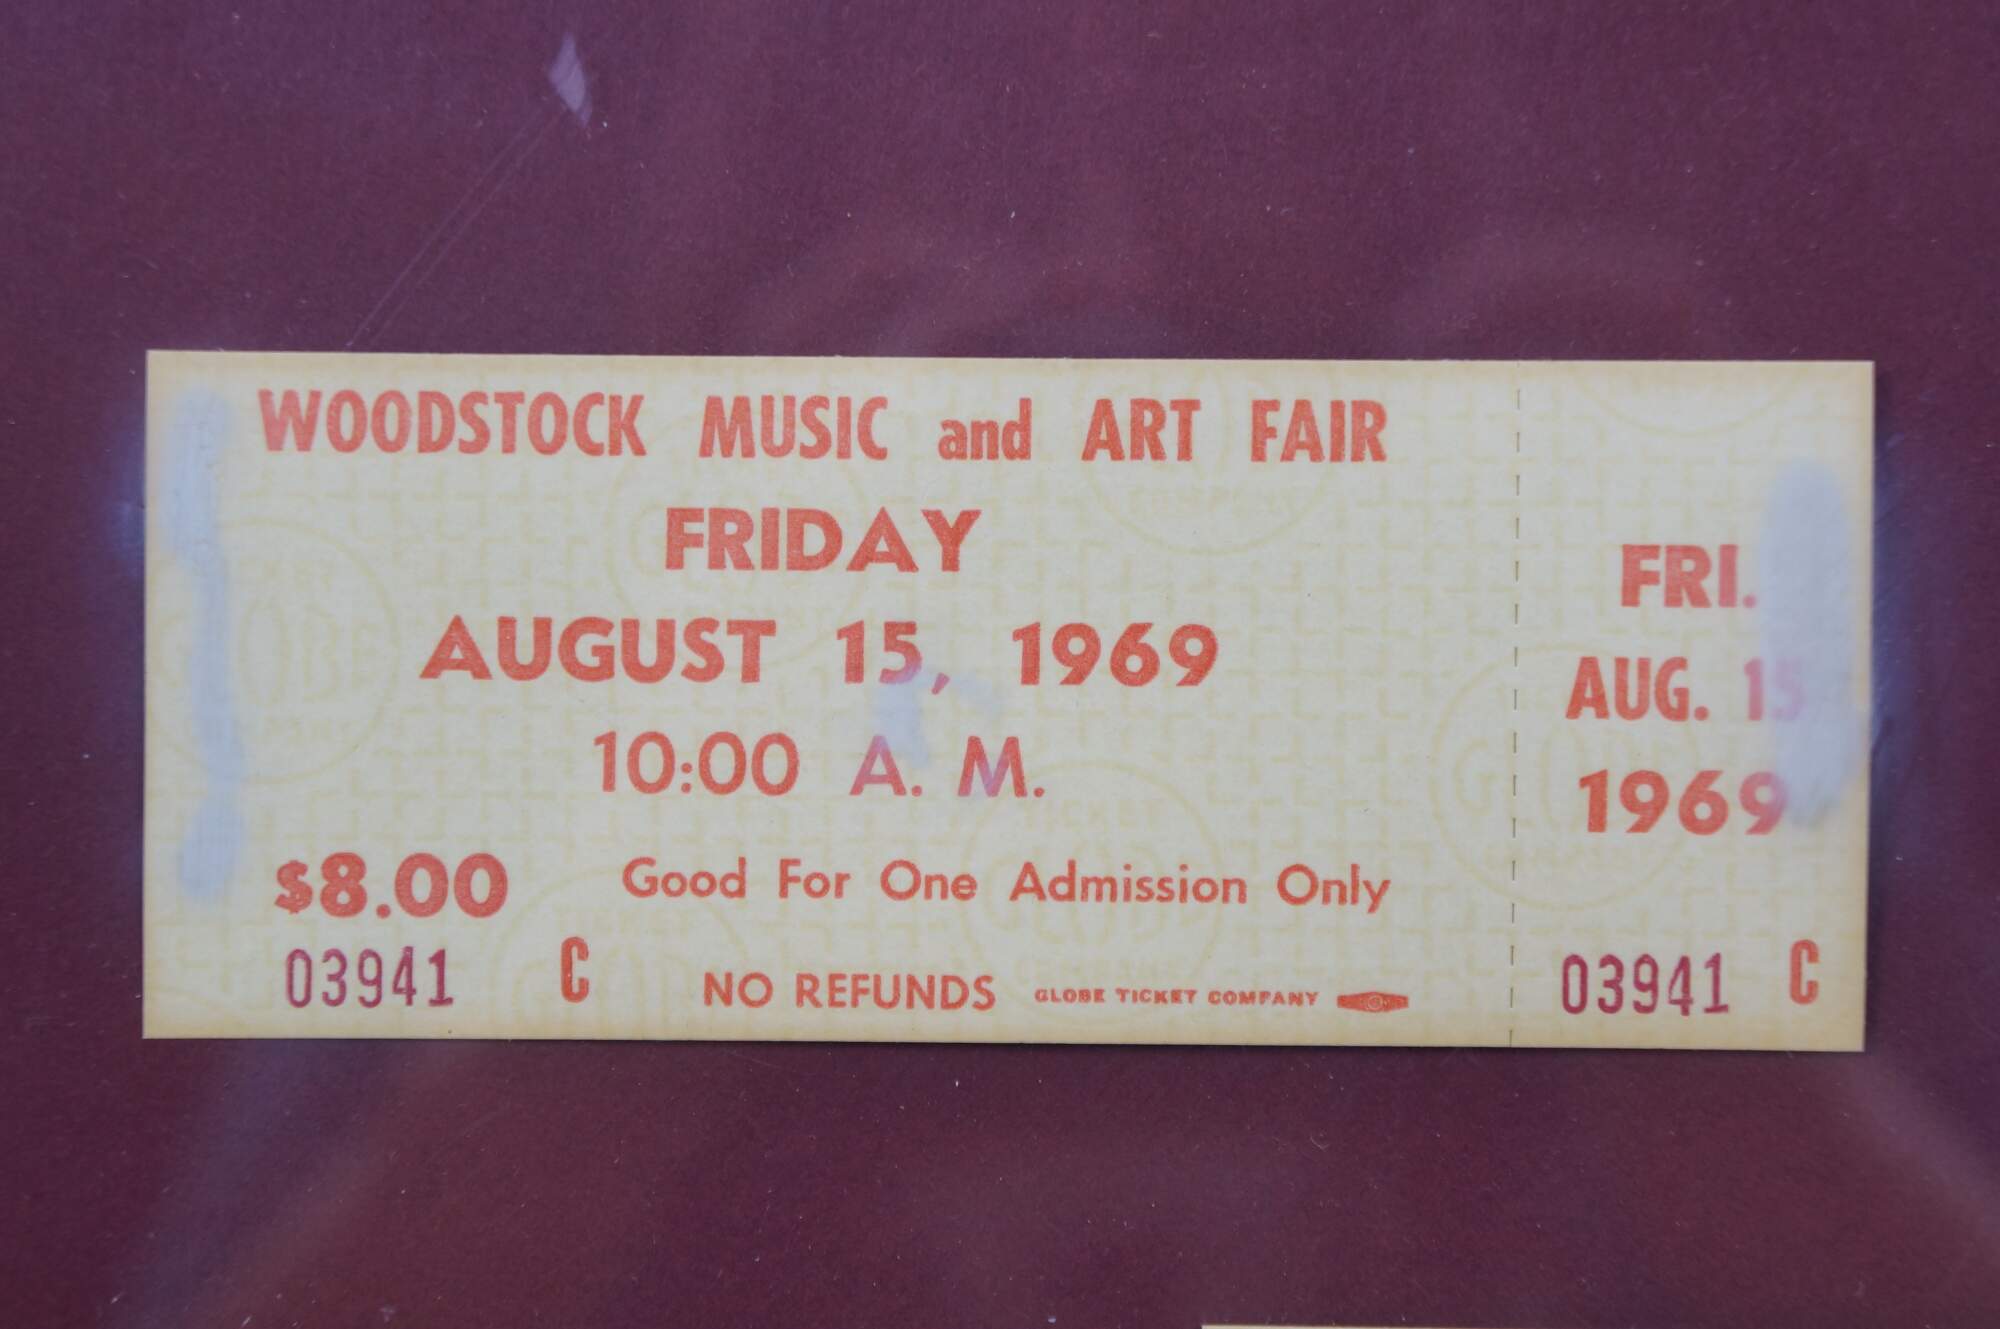 WOODSTOCK MUSIC and ART FAIR
FRIDAY
AUGUST 15, 1969
10:00 A. M.
$8.00 Good For One Admission Only
03941 C NO REFUNDS GLOBE TICKET COMPANY
FRI.
AUG. 15
1969
03941 C